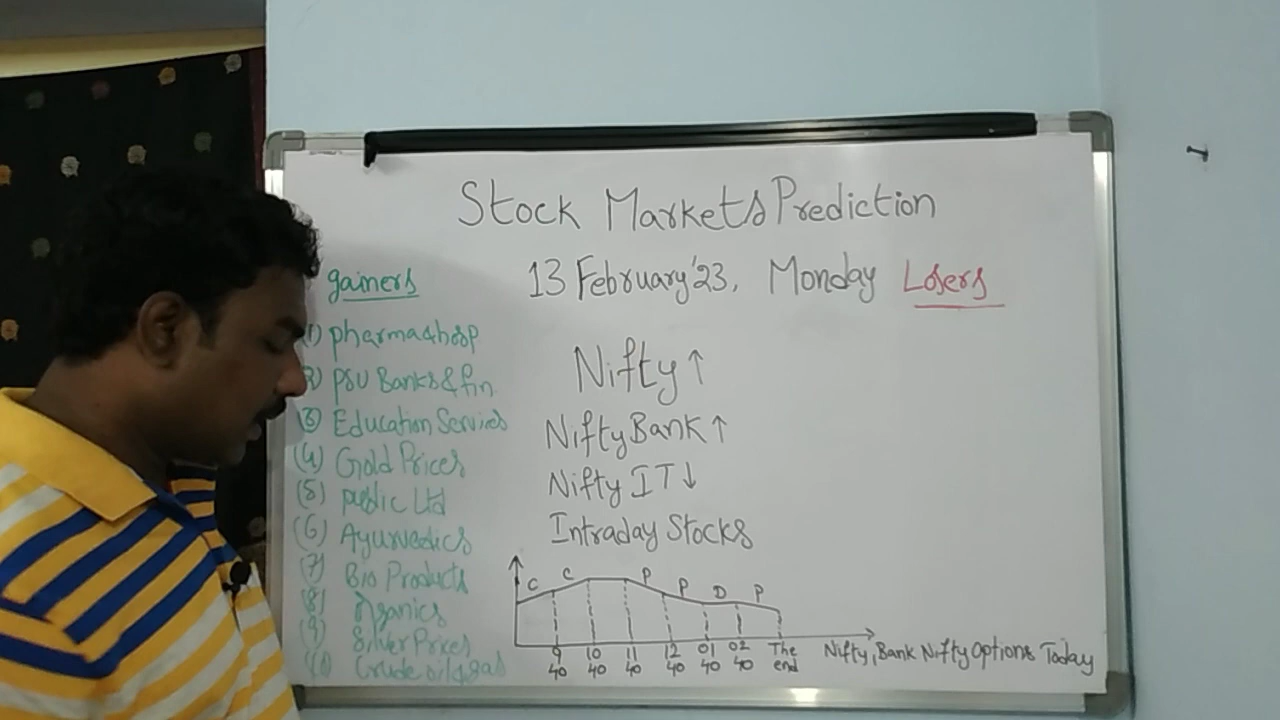 Stock Markets Prediction
13 February'23, Monday
gainers
(1) pharma&hosp
(2) PSU Banks & fin
(3) Education Services
(4) Gold Prices
(5) public Ltd
(6) Ayurvedics
(7) Bio Products
(8) Organics
(9) Silver Prices
(10) Crude oil&gas
Losers
Nifty ↑
Nifty Bank ↑
Nifty IT ↓
Intraday Stocks
C C P P D P
9 40 10 40 11 40 12 40 01 40 02 40 The end
Nifty, Bank Nifty Options Today